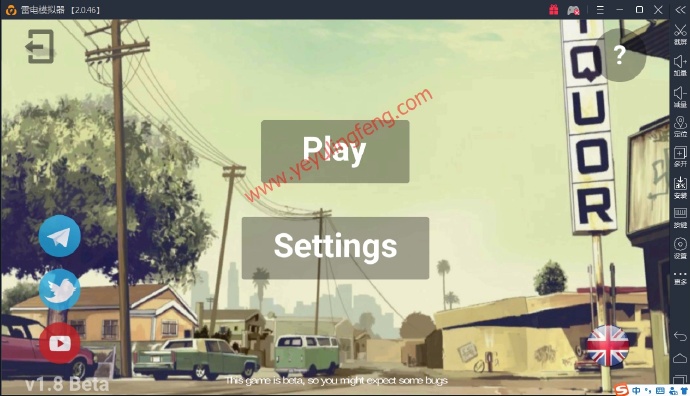 雷电模拟器 【2.0.46】
截屏
加量
减量
定位
多开
安装
按键
设置
更多
?
IQUOR
Play
www.yeyulingfeng.com
Settings
v1.8 Beta
This game is beta, so you might expect some bugs
S中